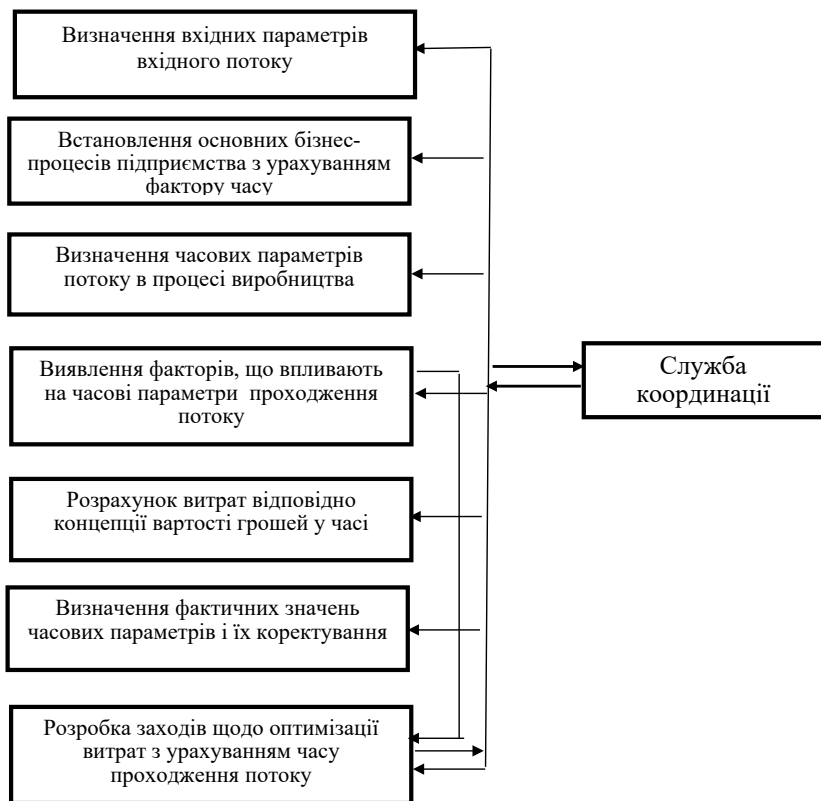 Визначення вхідних параметрів
вхідного потоку
Встановлення основних бізнес-
процесів підприємства з урахуванням
фактору часу
Визначення часових параметрів
потоку в процесі виробництва
Виявлення факторів, що впливають
на часові параметри проходження
потоку
Служба
координації
Розрахунок витрат відповідно
концепції вартості грошей у часі
Визначення фактичних значень
часових параметрів і їх коректування
Розробка заходів щодо оптимізації
витрат з урахуванням часу
проходження потоку